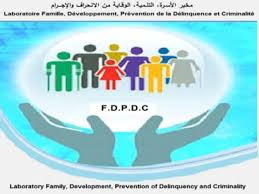 مخبر الأسرة، التنمية، الوقاية من الانحراف والإجرام
Laboratoire Famille, Développement, Prévention de la Délinquence et Criminalité
F.D.P.D.C
Laboratory Family, Development, Prevention of Delinquency and Criminality